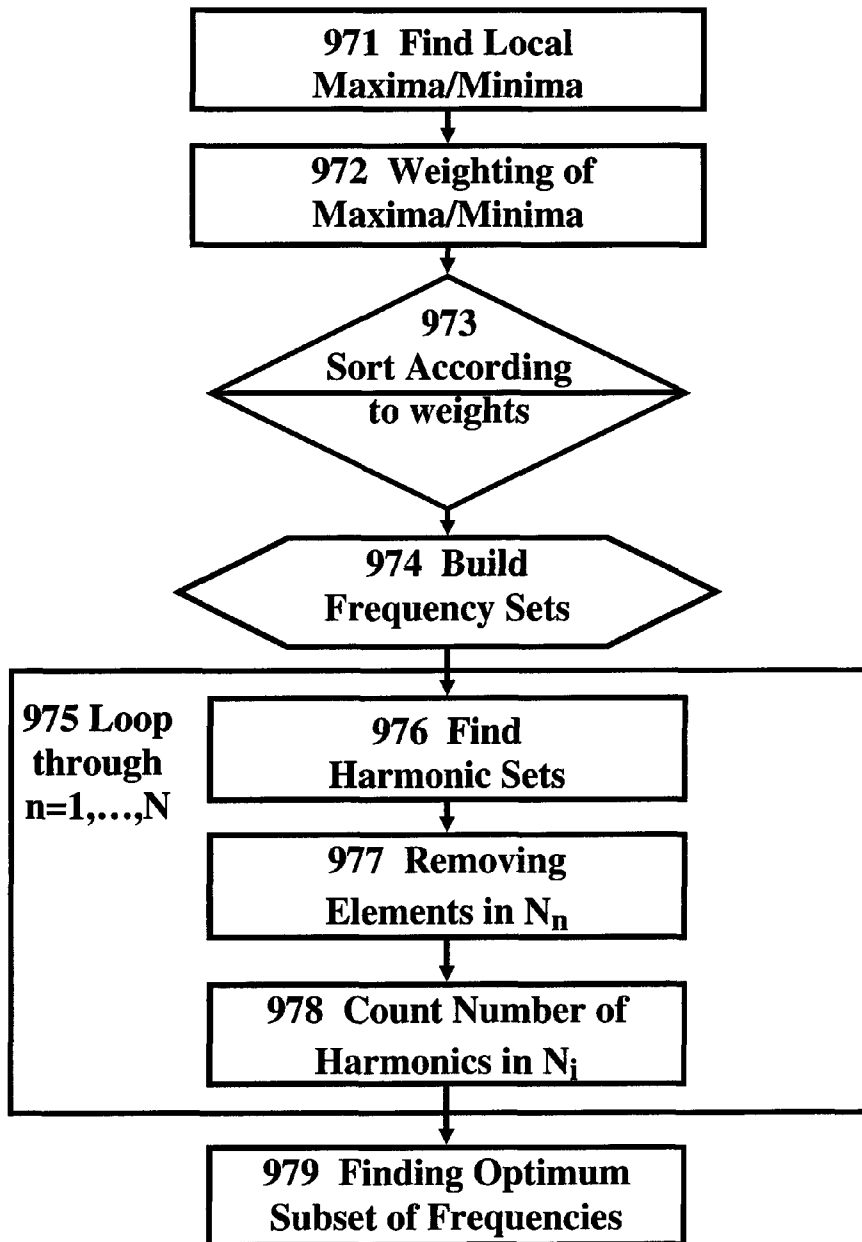 971 Find Local
Maxima/Minima
972 Weighting of
Maxima/Minima
973
Sort According
to weights
974 Build
Frequency Sets
975 Loop
through
n=1,...,N
976 Find
Harmonic Sets
977 Removing
Elements in Nn
978 Count Number of
Harmonics in Ni
979 Finding Optimum
Subset of Frequencies